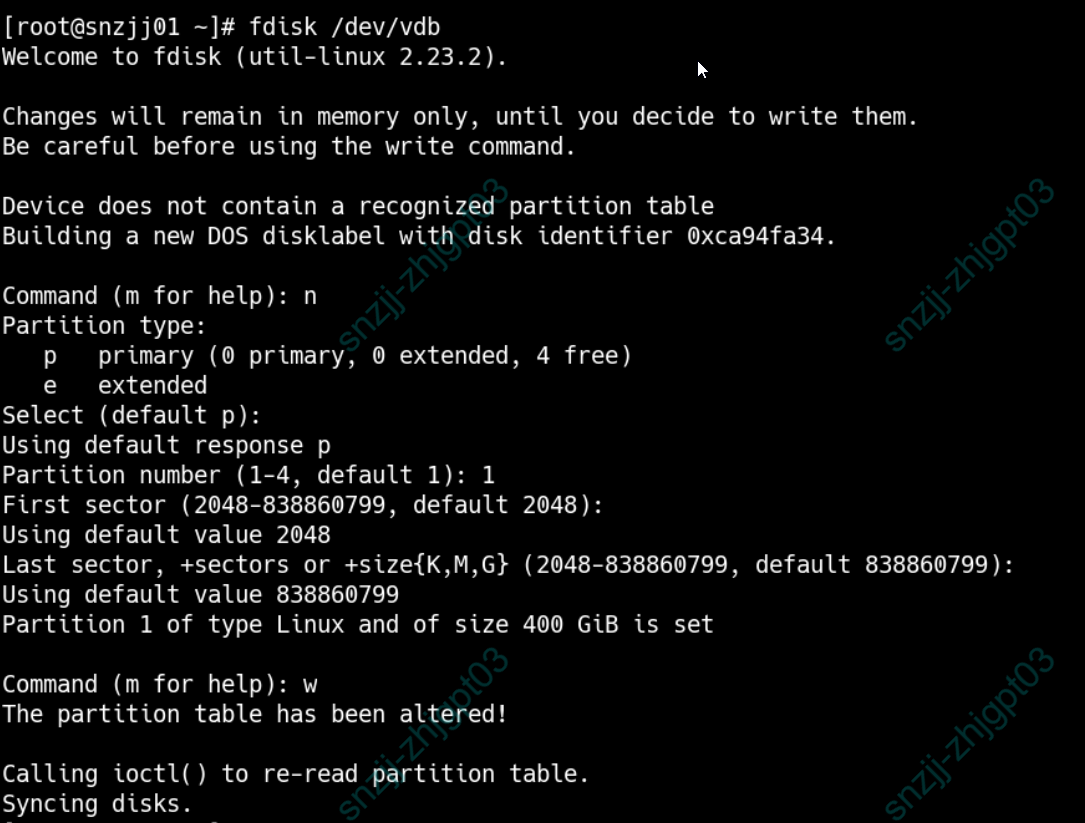 [root@snzjj01 ~]# fdisk /dev/vdb
Welcome to fdisk (util-linux 2.23.2).

Changes will remain in memory only, until you decide to write them.
Be careful before using the write command.

Device does not contain a recognized partition table
Building a new DOS disklabel with disk identifier 0xca94fa34.

Command (m for help): n
Partition type:
   p   primary (0 primary, 0 extended, 4 free)
   e   extended
Select (default p):
Using default response p
Partition number (1-4, default 1): 1
First sector (2048-838860799, default 2048):
Using default value 2048
Last sector, +sectors or +size{K,M,G} (2048-838860799, default 838860799):
Using default value 838860799
Partition 1 of type Linux and of size 400 GiB is set

Command (m for help): w
The partition table has been altered!

Calling ioctl() to re-read partition table.
Syncing disks.
snzjj-zhjgpt03
snzjj-zhjgpt03
snzjj-zhjgpt03
snzjj-zhjgpt03